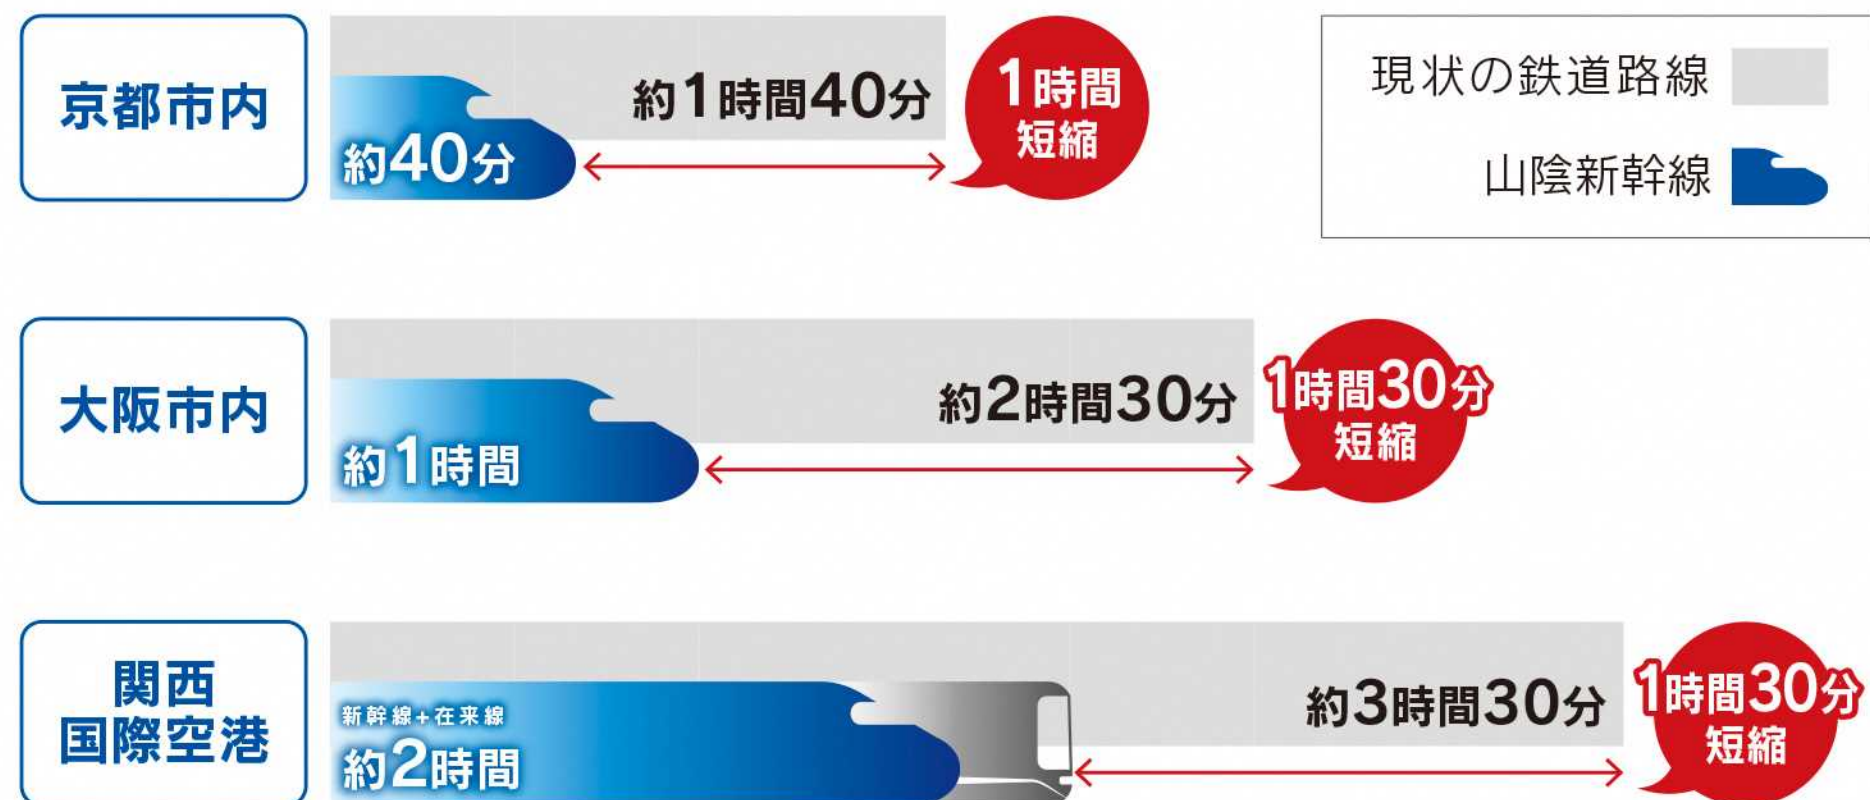 京都市内
約1時間40分
約40分
1時間
短縮
現状の鉄道路線
山陰新幹線
大阪市内
約2時間30分
約1時間
1時間30分
短縮
関西
国際空港
約3時間30分
新幹線+在来線
約2時間
1時間30分
短縮